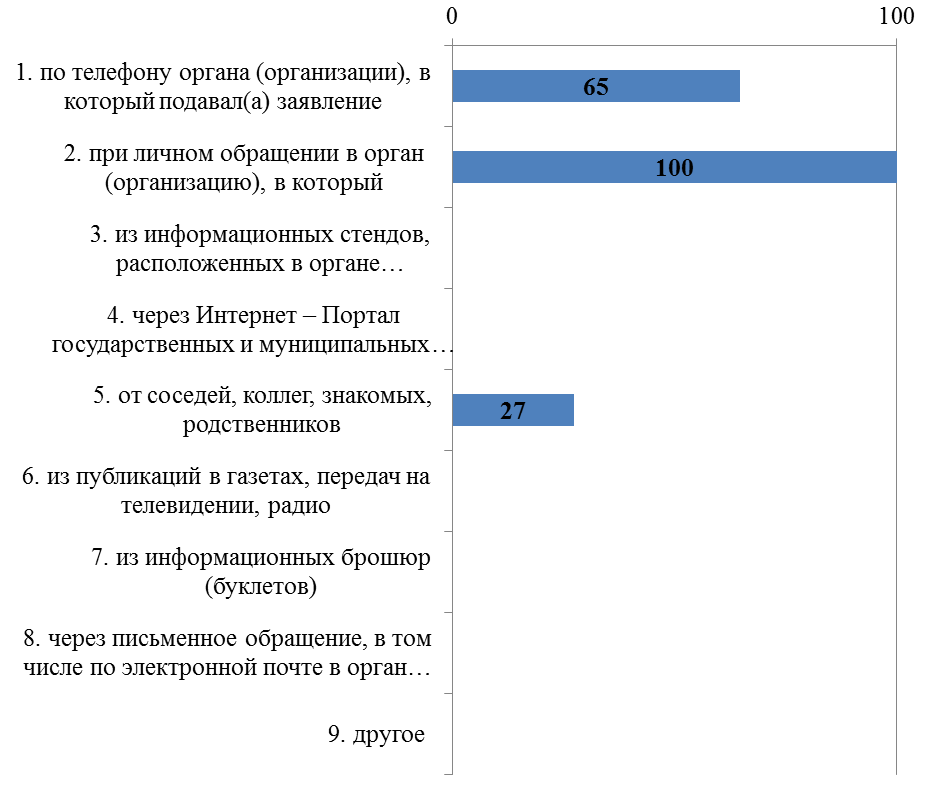 0 100
1. по телефону органа (организации), в
который подавал(а) заявление
65
2. при личном обращении в орган
(организацию), в который
100
3. из информационных стендов,
расположенных в органе…
4. через Интернет – Портал
государственных и муниципальных…
5. от соседей, коллег, знакомых,
родственников
27
6. из публикаций в газетах, передач на
телевидении, радио
7. из информационных брошюр
(буклетов)
8. через письменное обращение, в том
числе по электронной почте в орган…
9. другое